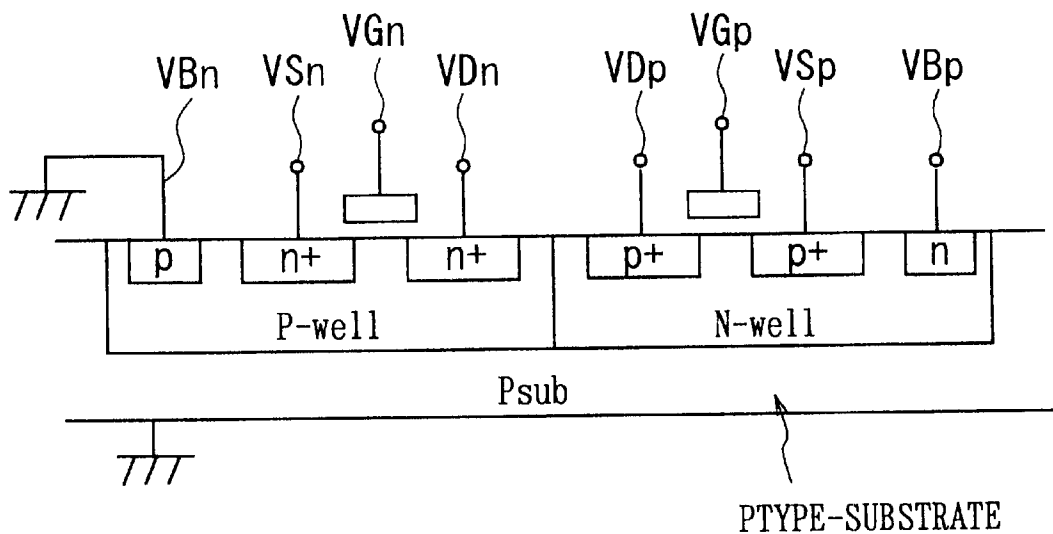 VGn
VGp
VBn VSn VDn VDp VSp VBp
p n+ n+ p+ p+ n
P-well N-well
Psub
PTYPE-SUBSTRATE